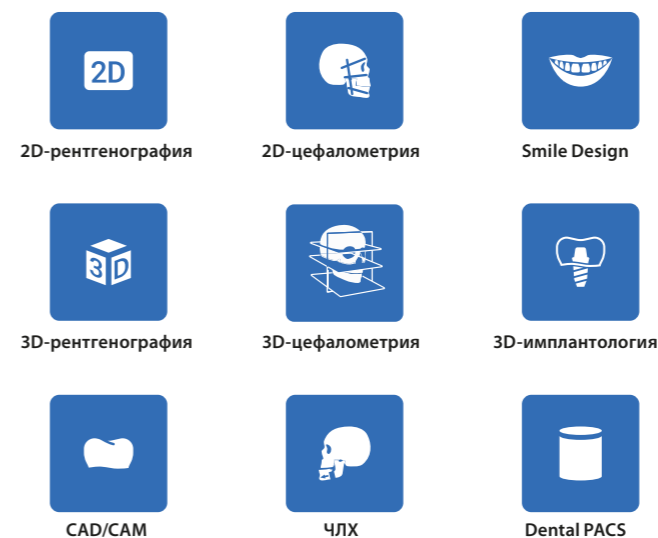 2D
2D-рентгенография
2D-цефалометрия
Smile Design
3D
3D-рентгенография
3D-цефалометрия
3D-имплантология
CAD/CAM
ЧЛХ
Dental PACS